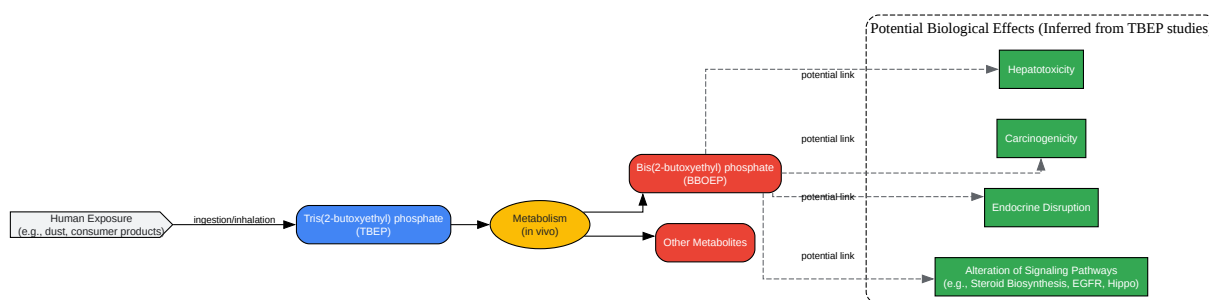 Potential Biological Effects (Inferred from TBEP studies
Hepatotoxicity
potential link
Carcinogenicity
potential link
Bis(2-butoxyethyl) phosphate
(BBOEP)
potential link
Endocrine Disruption
Human Exposure
(e.g., dust, consumer products)
ingestion/inhalation
Tris(2-butoxyethyl) phosphate
(TBEP)
Metabolism
(in vivo)
Other Metabolites
potential link
Alteration of Signaling Pathways
(e.g., Steroid Biosynthesis, EGFR, Hippo)